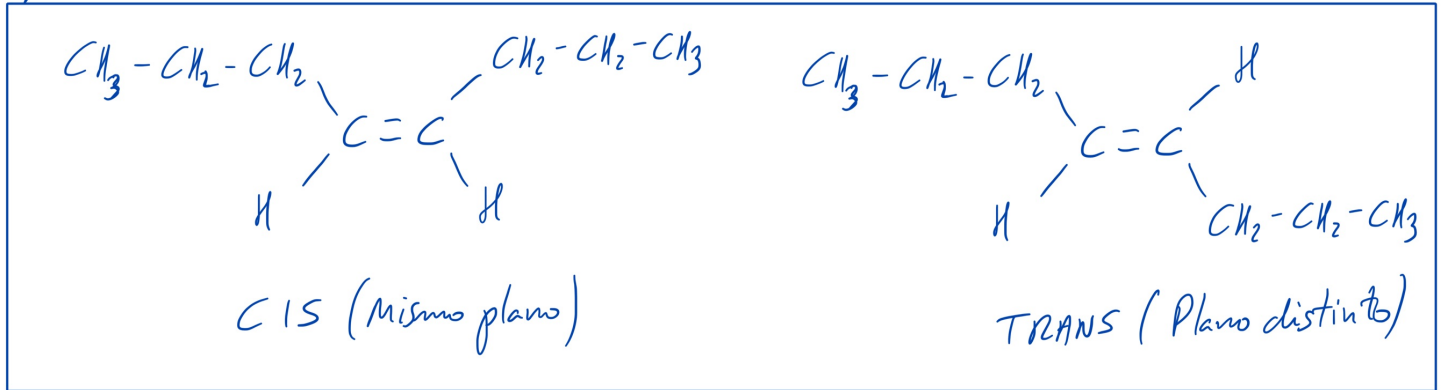 CH₃-CH₂-CH₂ CH₂-CH₂-CH₃
C=C
H H
CIS (Mismo plano)
CH₃-CH₂-CH₂ H
C=C
H CH₂-CH₂-CH₃
TRANS (Plano distinto)